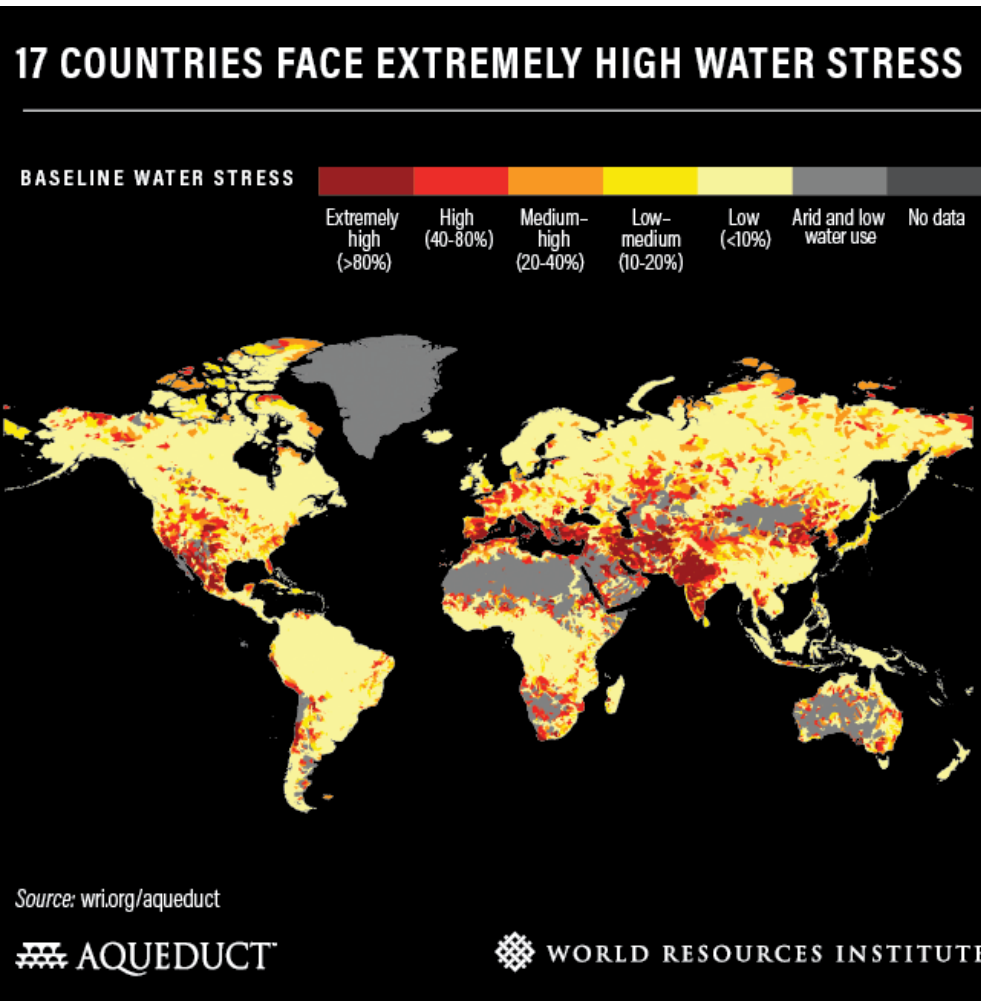 17 COUNTRIES FACE EXTREMELY HIGH WATER STRESS
BASELINE WATER STRESS
Extremely high (>80%)
High (40-80%)
Medium–high (20-40%)
Low–medium (10-20%)
Low (<10%)
Arid and low water use
No data
Source: wri.org/aqueduct
AQUEDUCT™
WORLD RESOURCES INSTITUTE